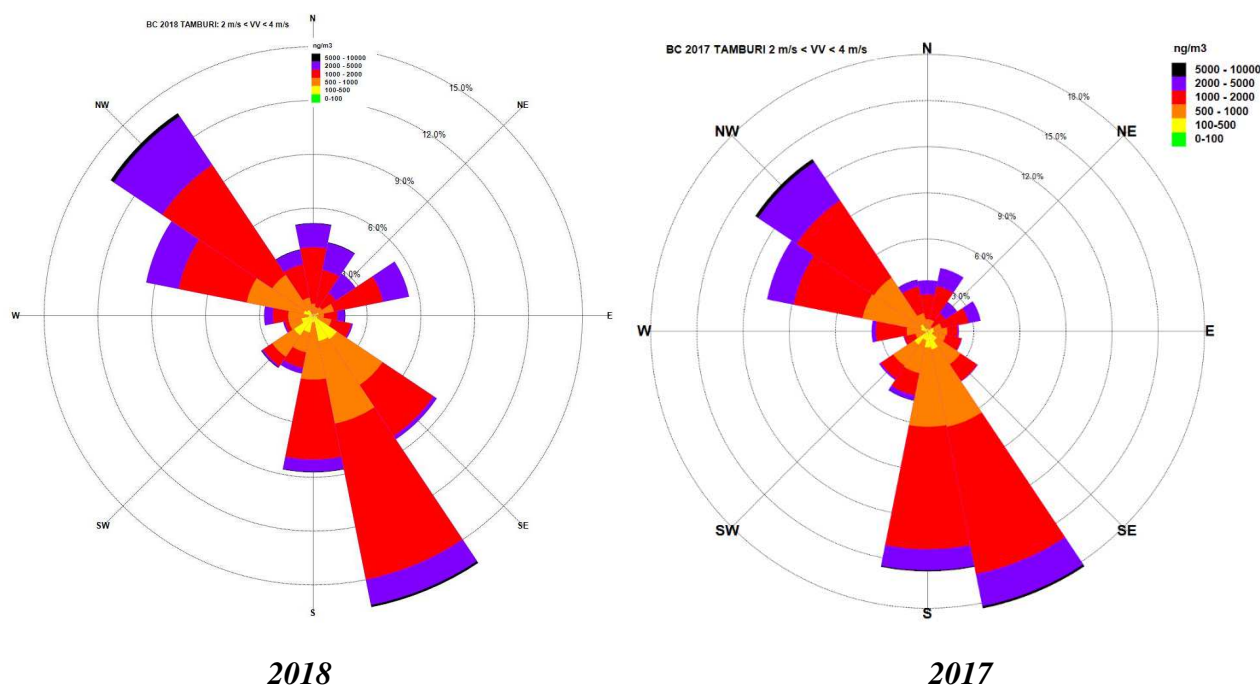 BC 2018 TAMBURI: 2 m/s < VV < 4 m/s
N
ng/m3
5000 - 10000
2000 - 5000
1000 - 2000
500 - 1000
100-500
0-100
15.0%
12.0%
9.0%
6.0%
3.0%
NW
NE
W
E
SW
SE
S
2018
BC 2017 TAMBURI 2 m/s < VV < 4 m/s
N
ng/m3
5000 - 10000
2000 - 5000
1000 - 2000
500 - 1000
100-500
0-100
18.0%
15.0%
12.0%
9.0%
6.0%
3.0%
NW
NE
W
E
SW
SE
S
2017